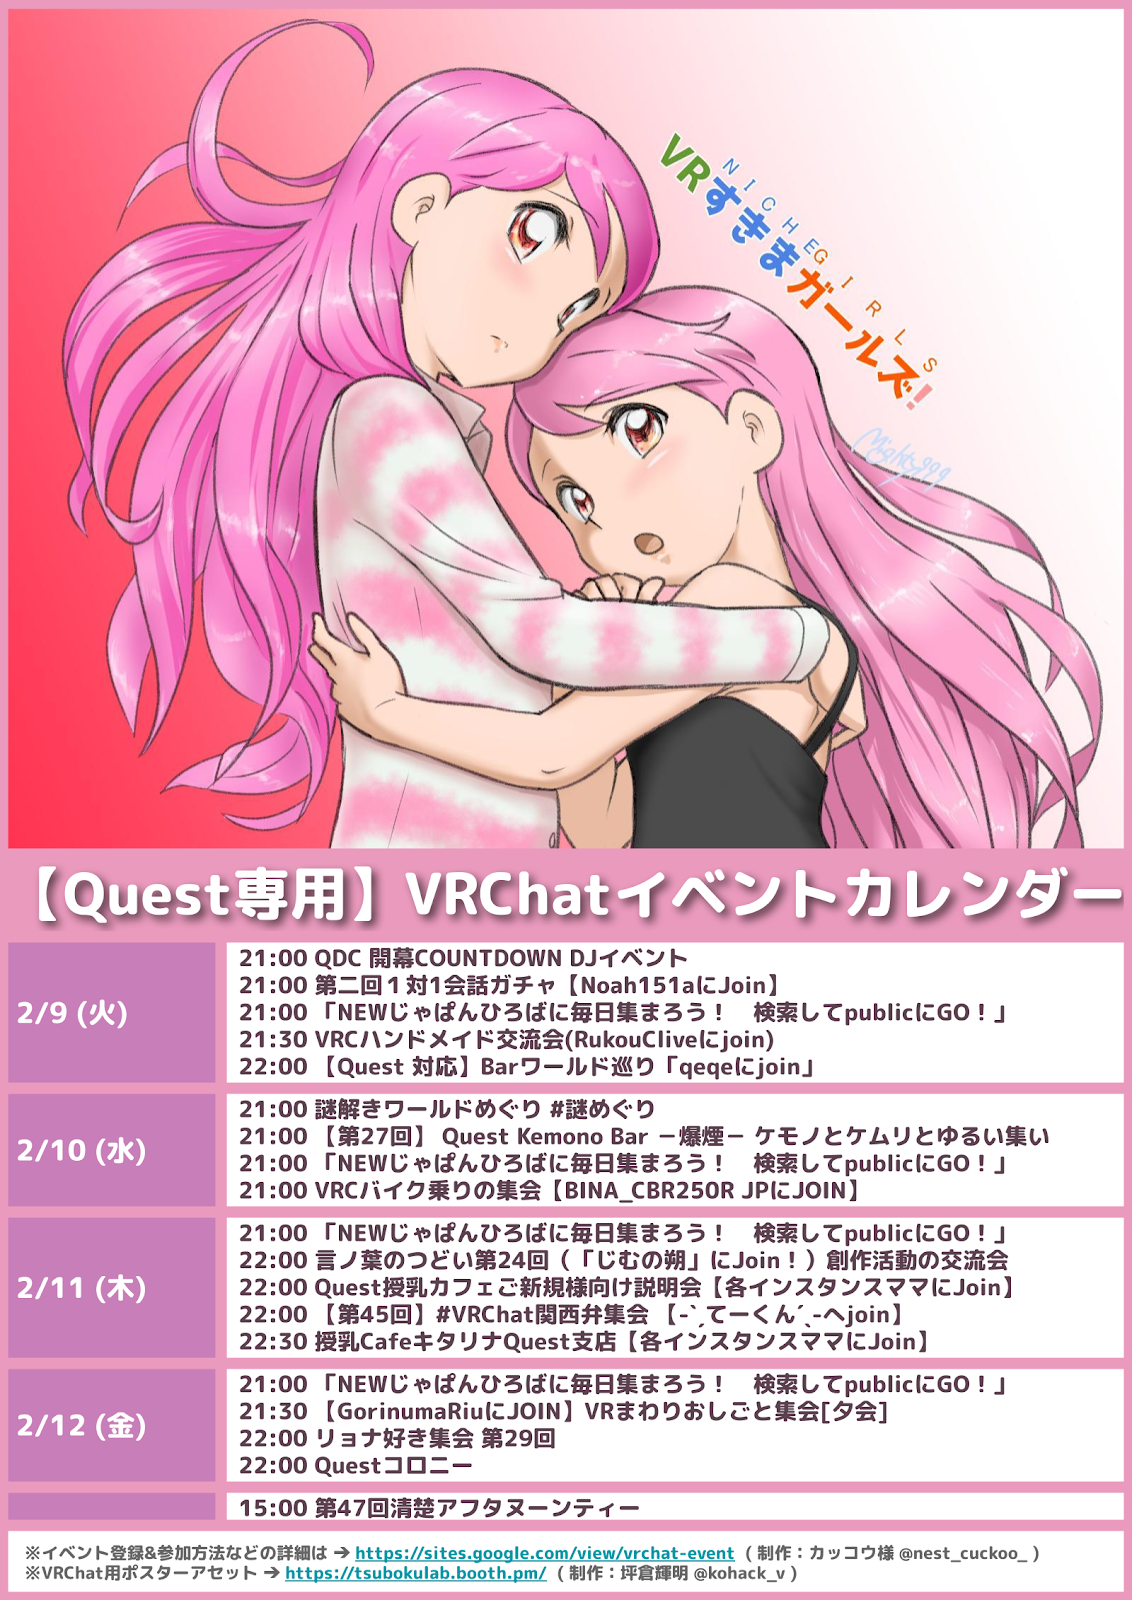 VRすきまガールズ!
NICHE GIRLS
Mighty999
【Quest専用】VRChatイベントカレンダー
2/9 (火)
21:00 QDC 開幕COUNTDOWN DJイベント
21:00 第二回１対1会話ガチャ【Noah151aにJoin】
21:00 「NEWじゃぱんひろばに毎日集まろう！　検索してpublicにGO！」
21:30 VRCハンドメイド交流会(RukouCliveにjoin)
22:00 【Quest 対応】Barワールド巡り「qeqeにjoin」
2/10 (水)
21:00 謎解きワールドめぐり #謎めぐり
21:00 【第27回】 Quest Kemono Bar －爆煙－ ケモノとケムリとゆるい集い
21:00 「NEWじゃぱんひろばに毎日集まろう！　検索してpublicにGO！」
21:00 VRCバイク乗りの集会【BINA_CBR250R JPにJOIN】
2/11 (木)
21:00 「NEWじゃぱんひろばに毎日集まろう！　検索してpublicにGO！」
22:00 言ノ葉のつどい第24回（「じむの朔」にJoin！）創作活動の交流会
22:00 Quest授乳カフェご新規様向け説明会【各インスタンスママにJoin】
22:00 【第45回】#VRChat関西弁集会 【-ˋˏてーくんˊˎ-へjoin】
22:30 授乳CafeキタリナQuest支店【各インスタンスママにJoin】
2/12 (金)
21:00 「NEWじゃぱんひろばに毎日集まろう！　検索してpublicにGO！」
21:30 【GorinumaRiuにJOIN】VRまわりおしごと集会[夕会]
22:00 リョナ好き集会 第29回
22:00 Questコロニー
15:00 第47回清楚アフタヌーンティー
※イベント登録&参加方法などの詳細は ➔ https://sites.google.com/view/vrchat-event ( 制作：カッコウ様 @nest_cuckoo_ )
※VRChat用ポスターアセット ➔ https://tsubokulab.booth.pm/ ( 制作：坪倉輝明 @kohack_v )